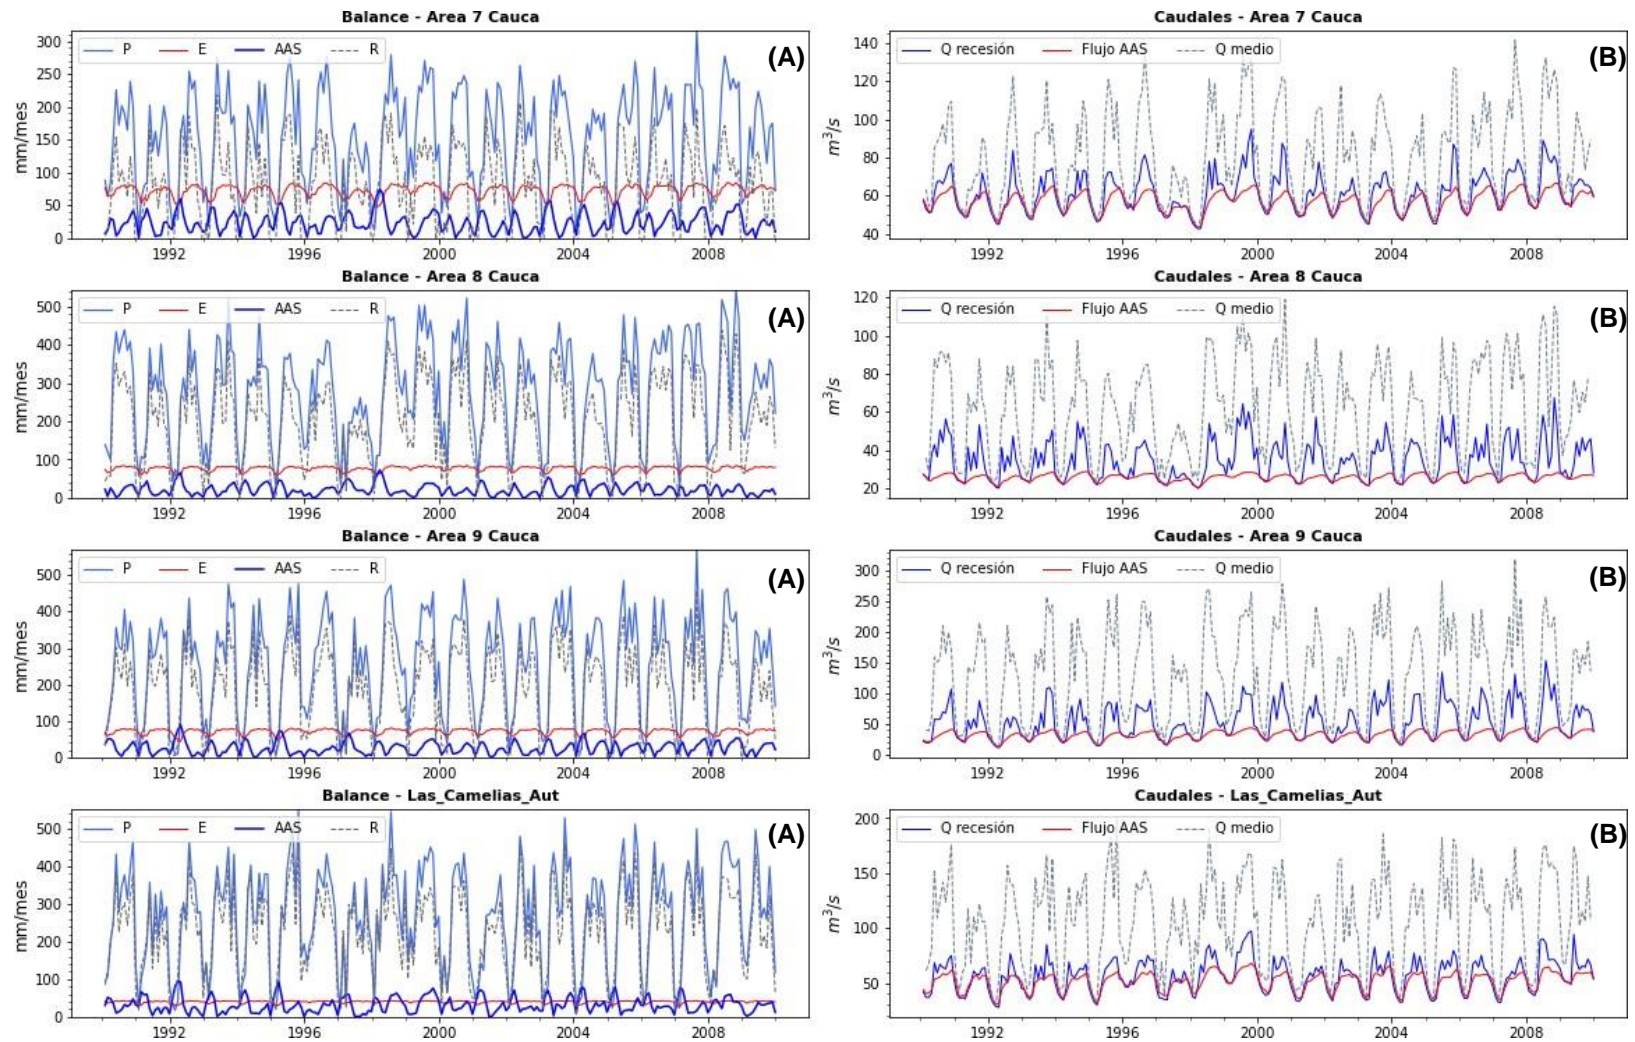 Balance - Area 7 Cauca
P E AAS R
(A)
mm/mes
300
250
200
150
100
50
0
1992 1996 2000 2004 2008
Caudales - Area 7 Cauca
Q recesión Flujo AAS Q medio
(B)
m³/s
140
120
100
80
60
40
1992 1996 2000 2004 2008
Balance - Area 8 Cauca
P E AAS R
(A)
mm/mes
500
400
300
200
100
0
1992 1996 2000 2004 2008
Caudales - Area 8 Cauca
Q recesión Flujo AAS Q medio
(B)
m³/s
120
100
80
60
40
20
1992 1996 2000 2004 2008
Balance - Area 9 Cauca
P E AAS R
(A)
mm/mes
500
400
300
200
100
0
1992 1996 2000 2004 2008
Caudales - Area 9 Cauca
Q recesión Flujo AAS Q medio
(B)
m³/s
300
250
200
150
100
50
0
1992 1996 2000 2004 2008
Balance - Las_Camelias_Aut
P E AAS R
(A)
mm/mes
500
400
300
200
100
0
1992 1996 2000 2004 2008
Caudales - Las_Camelias_Aut
Q recesión Flujo AAS Q medio
(B)
m³/s
200
150
100
50
1992 1996 2000 2004 2008